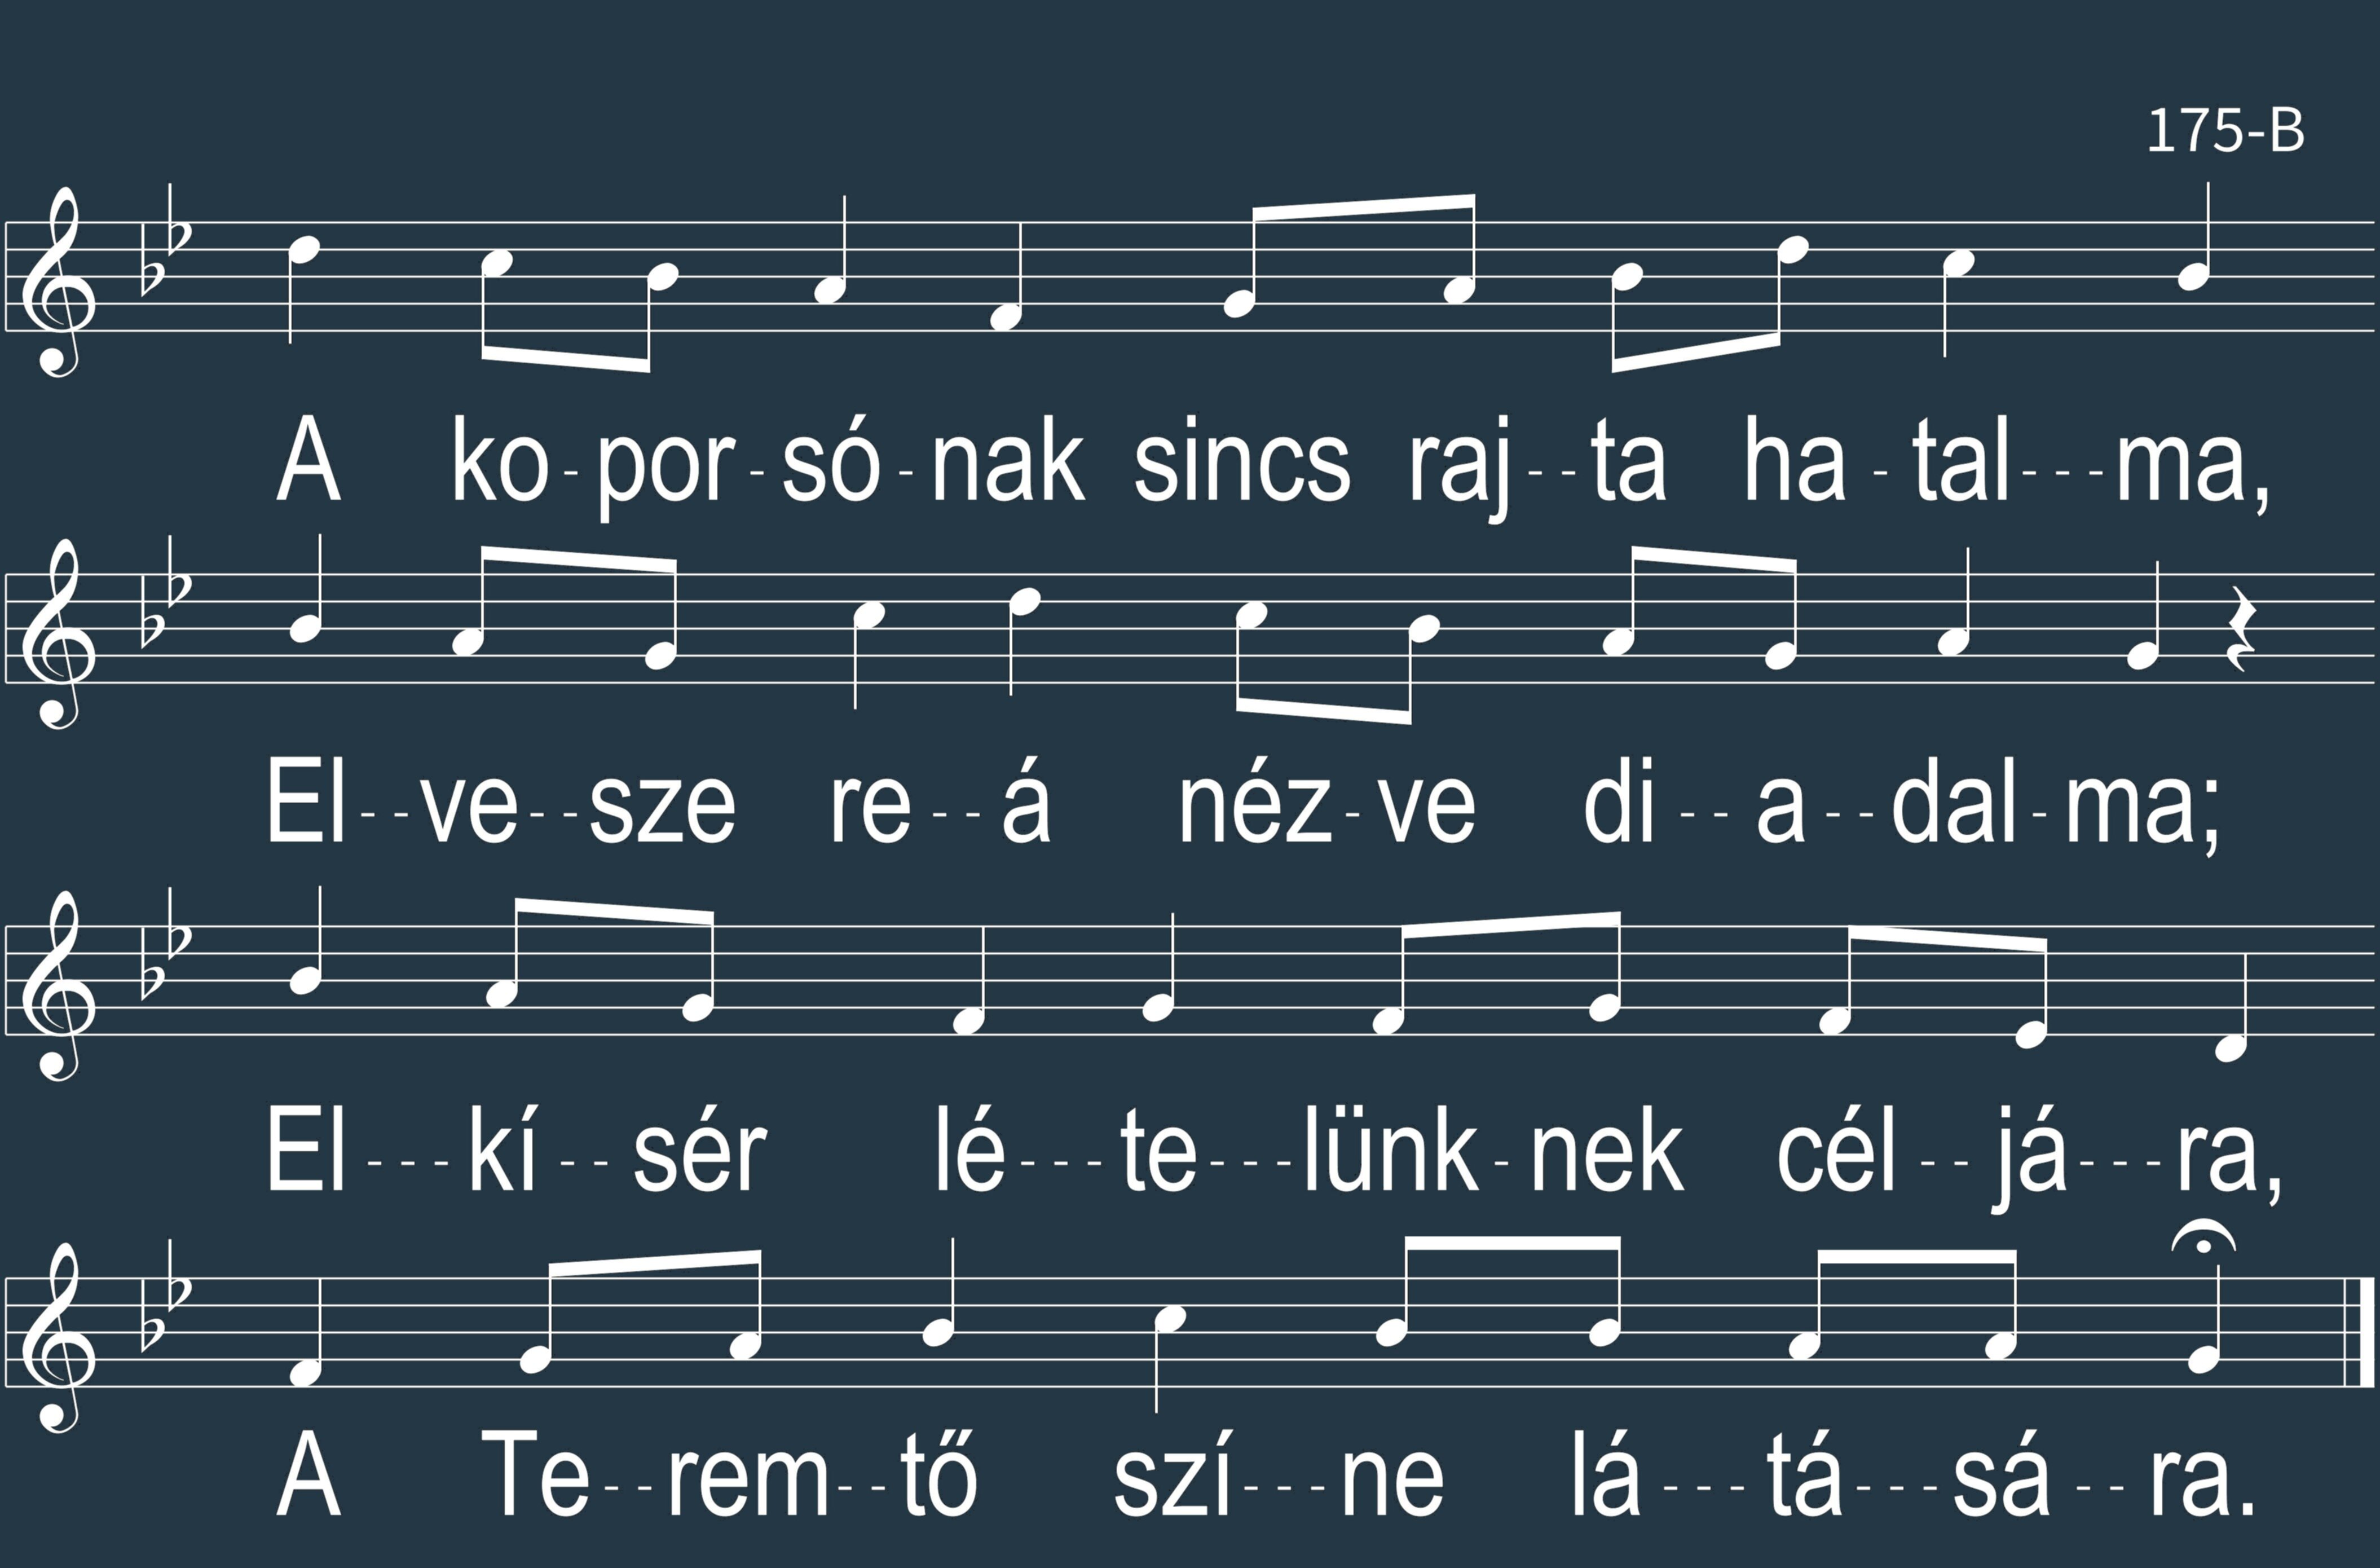 175-B
A ko-por-só-nak sincs raj--ta ha-tal---ma,
El--ve--sze re--á néz-ve di--a--dal-ma;
El---kí--sér lé---te---lünk-nek cél--já---ra,
A Te--rem--tő szí---ne lá---tá---sá--ra.